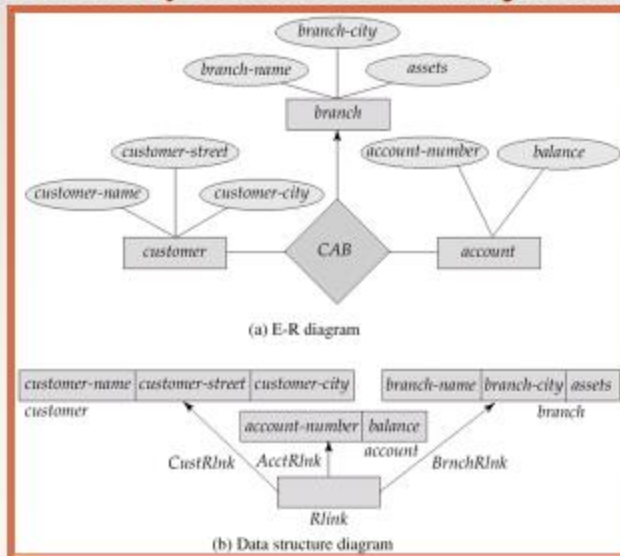 branch-city
branch-name
assets
branch
customer-street
account-number
balance
customer-name
customer-city
customer
CAB
account
(a) E-R diagram
customer-name customer-street customer-city
branch-name branch-city assets
customer
branch
account-number balance
account
CustRlnk
AcctRlnk
BrnchRlnk
Rlink
(b) Data structure diagram